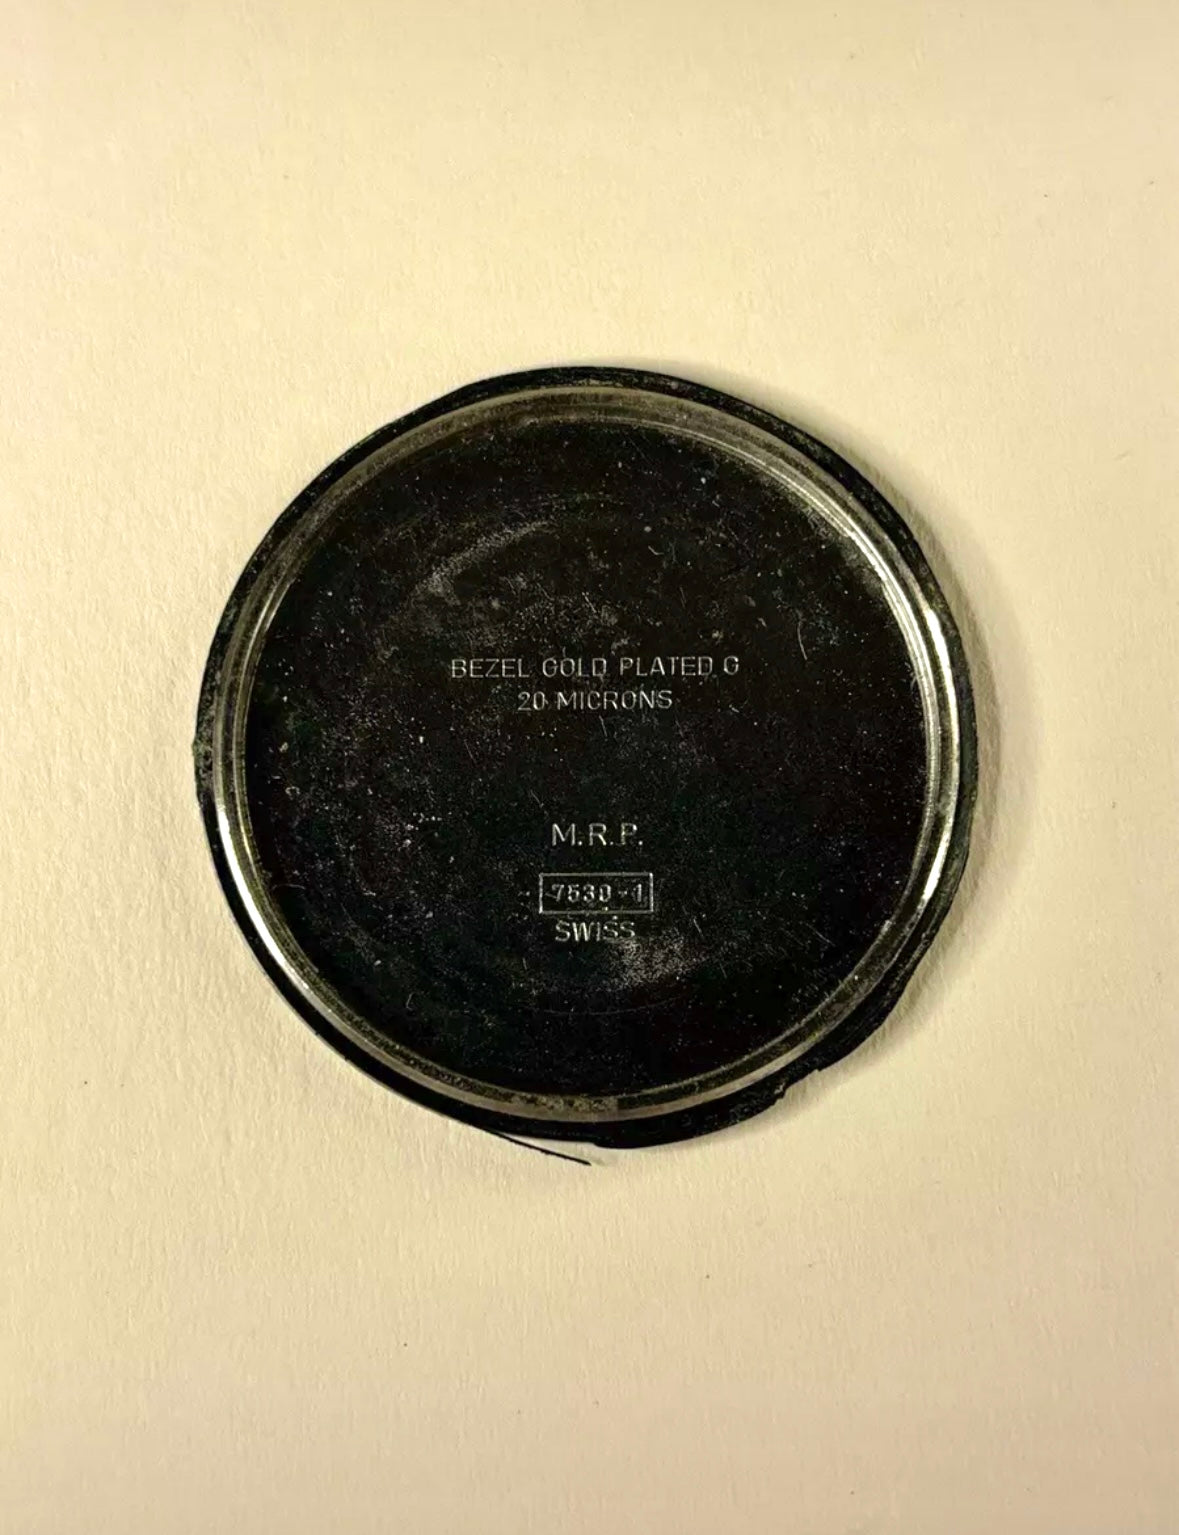 BEZEL GOLD PLATED G
20 MICRONS
M.R.P.
7530-1
SWISS